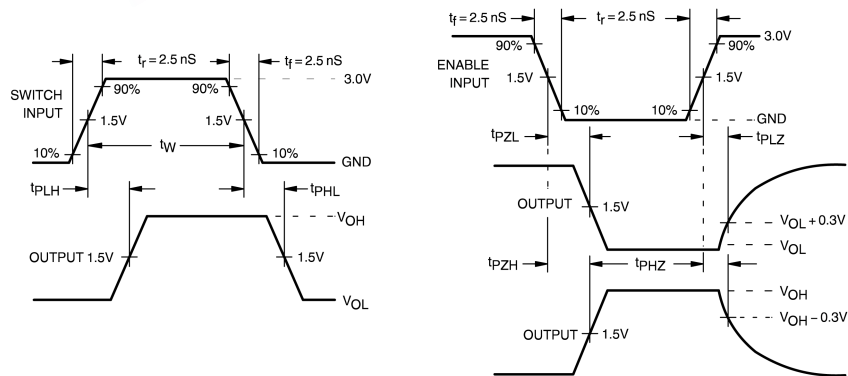 tr = 2.5 nS
tf = 2.5 nS
90%
90%
3.0V
SWITCH
INPUT
1.5V
1.5V
10%
tW
10%
GND
tPLH
tPHL
VOH
OUTPUT 1.5V
1.5V
VOL
tf = 2.5 nS
tr = 2.5 nS
3.0V
90%
90%
ENABLE
INPUT
1.5V
1.5V
10%
10%
GND
tPZL
tPLZ
OUTPUT
1.5V
VOL + 0.3V
VOL
tPZH
tPHZ
VOH
VOH – 0.3V
OUTPUT
1.5V